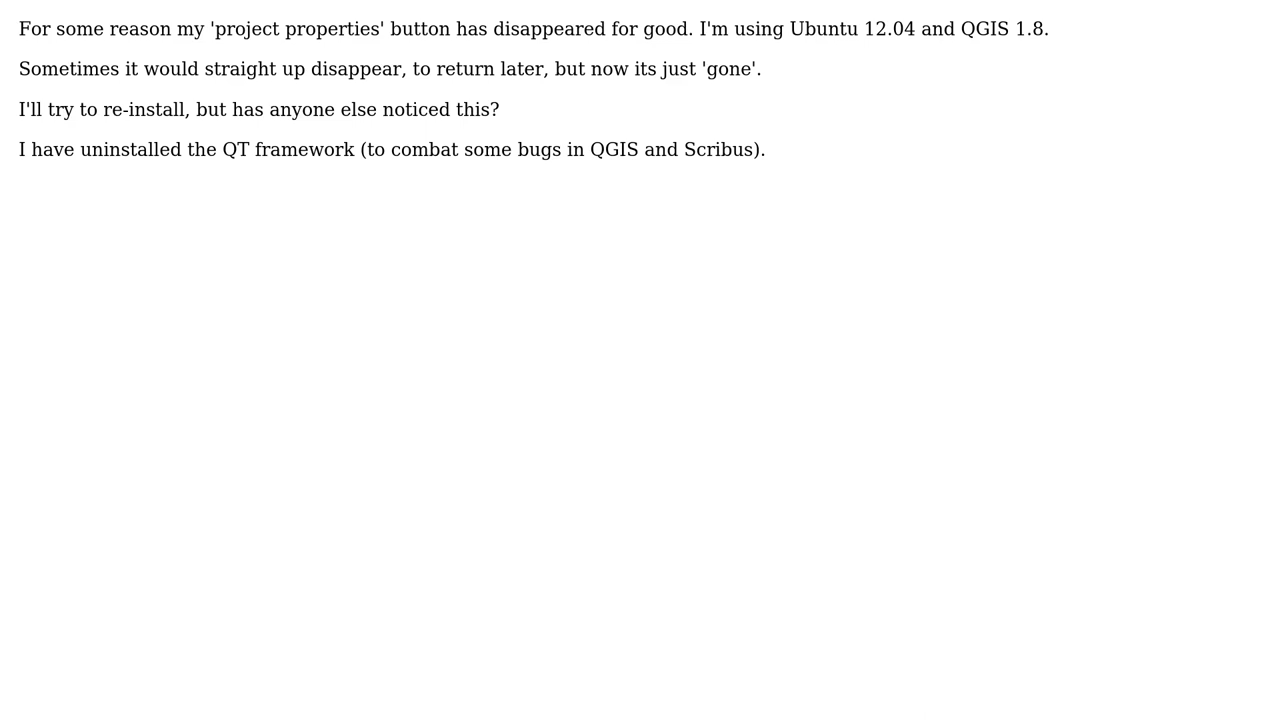 For some reason my 'project properties' button has disappeared for good. I'm using Ubuntu 12.04 and QGIS 1.8.
Sometimes it would straight up disappear, to return later, but now its just 'gone'.
I'll try to re-install, but has anyone else noticed this?
I have uninstalled the QT framework (to combat some bugs in QGIS and Scribus).